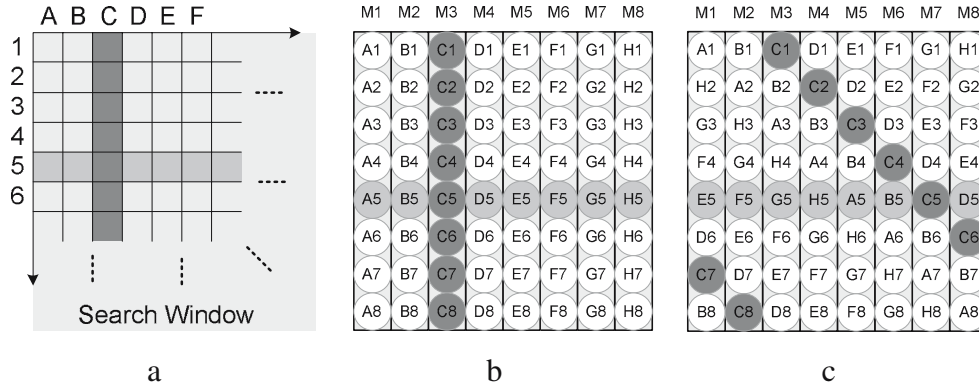 A B C D E F
1
2
3
4
5
6
Search Window
a
M1 M2 M3 M4 M5 M6 M7 M8
A1 B1 C1 D1 E1 F1 G1 H1
A2 B2 C2 D2 E2 F2 G2 H2
A3 B3 C3 D3 E3 F3 G3 H3
A4 B4 C4 D4 E4 F4 G4 H4
A5 B5 C5 D5 E5 F5 G5 H5
A6 B6 C6 D6 E6 F6 G6 H6
A7 B7 C7 D7 E7 F7 G7 H7
A8 B8 C8 D8 E8 F8 G8 H8
b
M1 M2 M3 M4 M5 M6 M7 M8
A1 B1 C1 D1 E1 F1 G1 H1
H2 A2 B2 C2 D2 E2 F2 G2
G3 H3 A3 B3 C3 D3 E3 F3
F4 G4 H4 A4 B4 C4 D4 E4
E5 F5 G5 H5 A5 B5 C5 D5
D6 E6 F6 G6 H6 A6 B6 C6
C7 D7 E7 F7 G7 H7 A7 B7
B8 C8 D8 E8 F8 G8 H8 A8
c